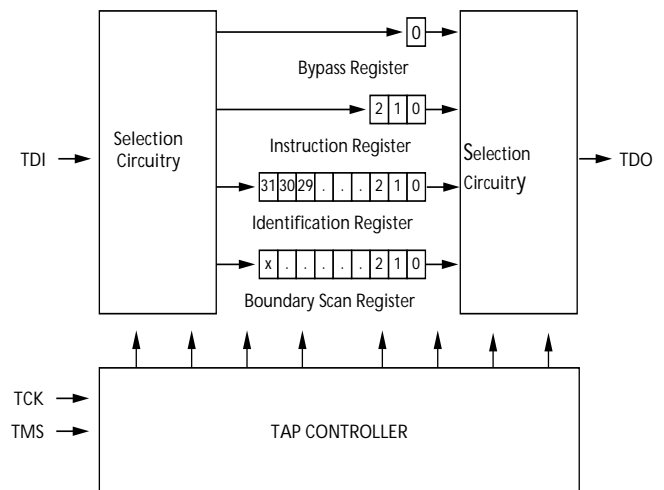 0
Bypass Register
2 1 0
Selection
Circuitry
Instruction Register
Selection
Circuitry
TDI
TDO
31 30 29 . . . 2 1 0
Identification Register
x . . . . . 2 1 0
Boundary Scan Register
TCK
TMS
TAP CONTROLLER